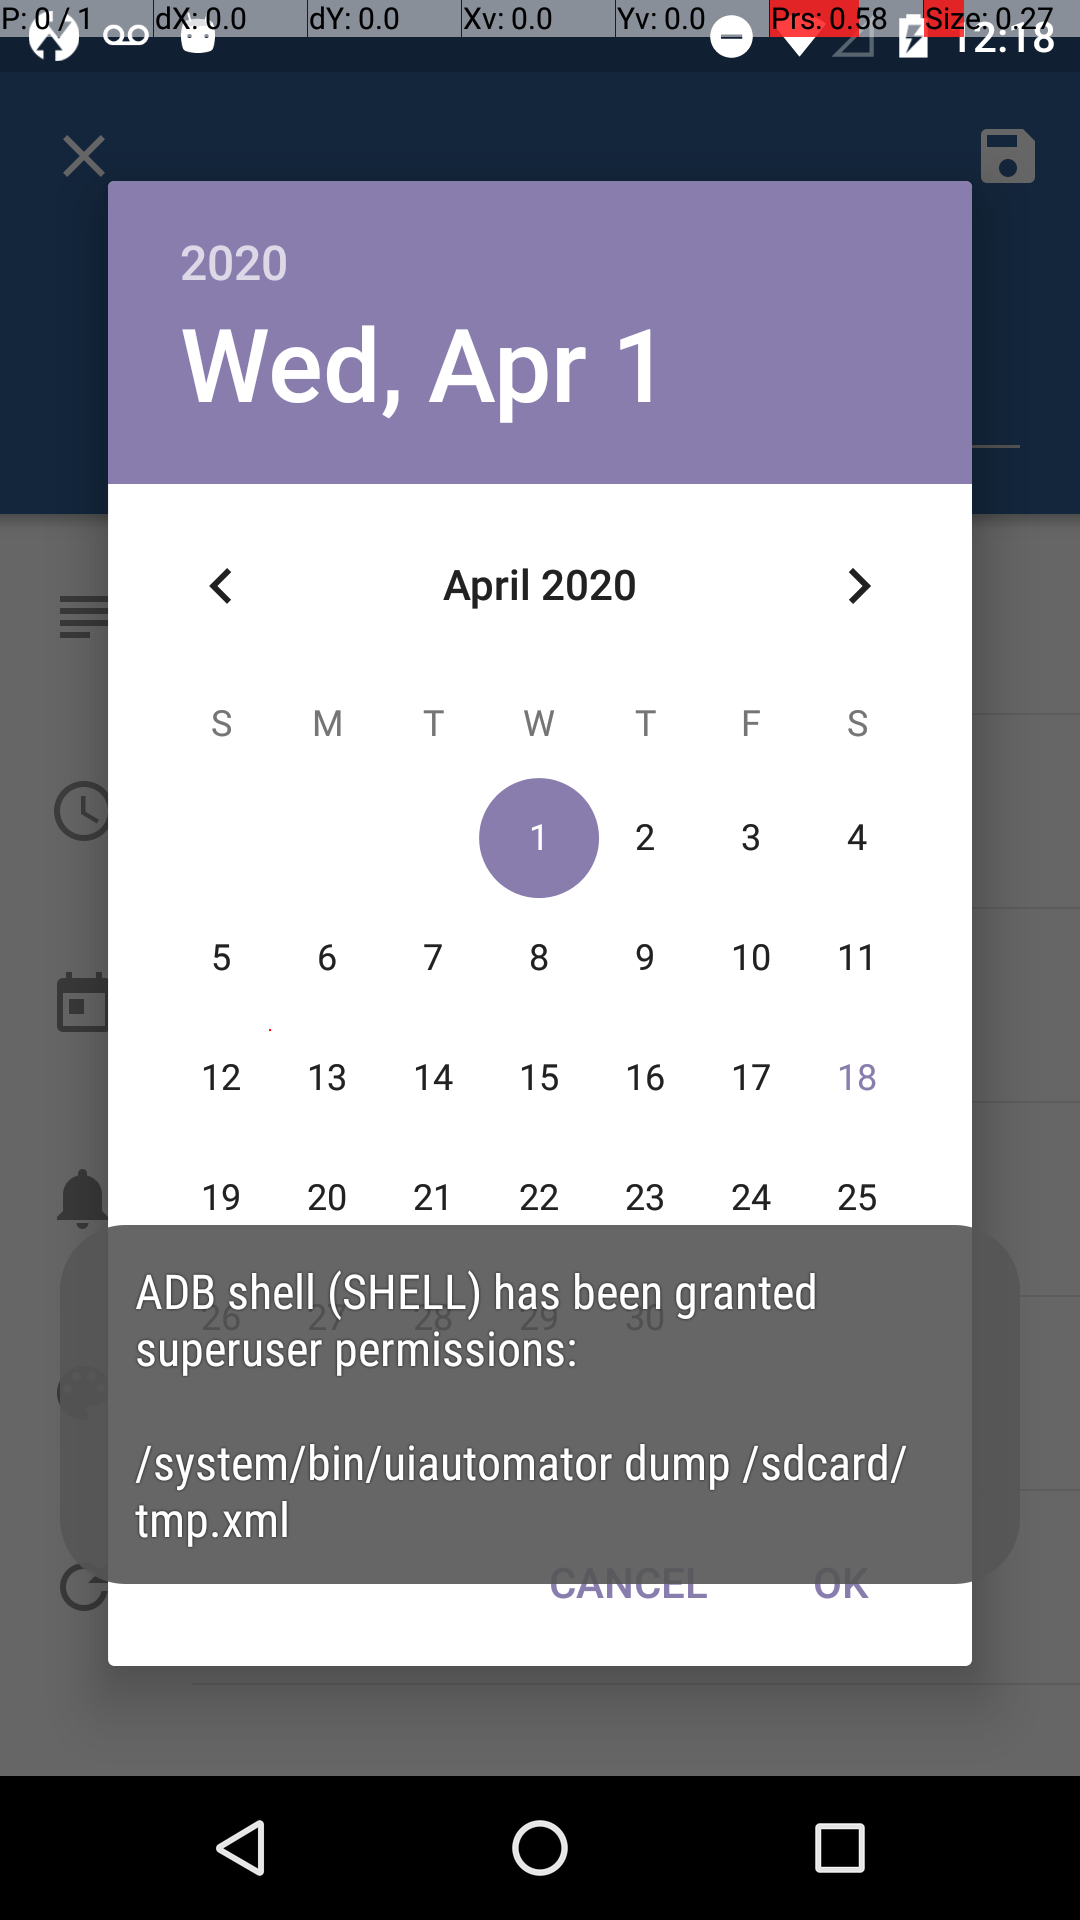 P: 0 / 1 dX: 0.0 dY: 0.0 Xv: 0.0 Yv: 0.0 Prs: 0.58 Size: 0.27
12:18
2020
Wed, Apr 1
April 2020
S M T W T F S
1 2 3 4
5 6 7 8 9 10 11
12 13 14 15 16 17 18
19 20 21 22 23 24 25
26 27 28 29 30
ADB shell (SHELL) has been granted
superuser permissions:
/system/bin/uiautomator dump /sdcard/
tmp.xml
CANCEL OK